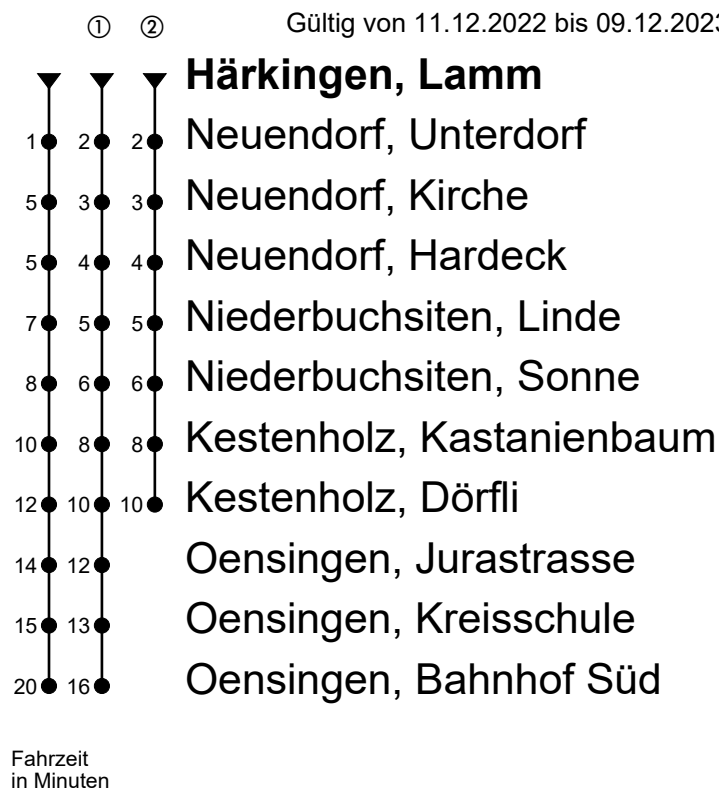 ① ② Gültig von 11.12.2022 bis 09.12.2023
Härkingen, Lamm
1 2 2 Neuendorf, Unterdorf
5 3 3 Neuendorf, Kirche
5 4 4 Neuendorf, Hardeck
7 5 5 Niederbuchsiten, Linde
8 6 6 Niederbuchsiten, Sonne
10 8 8 Kestenholz, Kastanienbaum
12 10 10 Kestenholz, Dörfli
14 12 Oensingen, Jurastrasse
15 13 Oensingen, Kreisschule
20 16 Oensingen, Bahnhof Süd
Fahrzeit
in Minuten